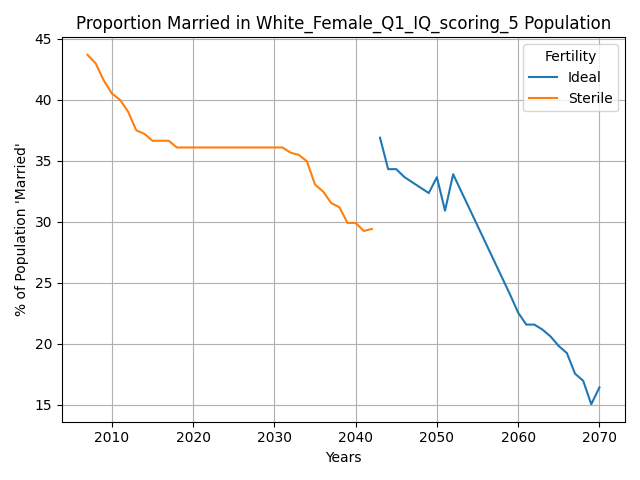 Proportion Married in White_Female_Q1_IQ_scoring_5 Population
% of Population 'Married'
45
40
35
30
25
20
15
Fertility
Ideal
Sterile
2010 2020 2030 2040 2050 2060 2070
Years